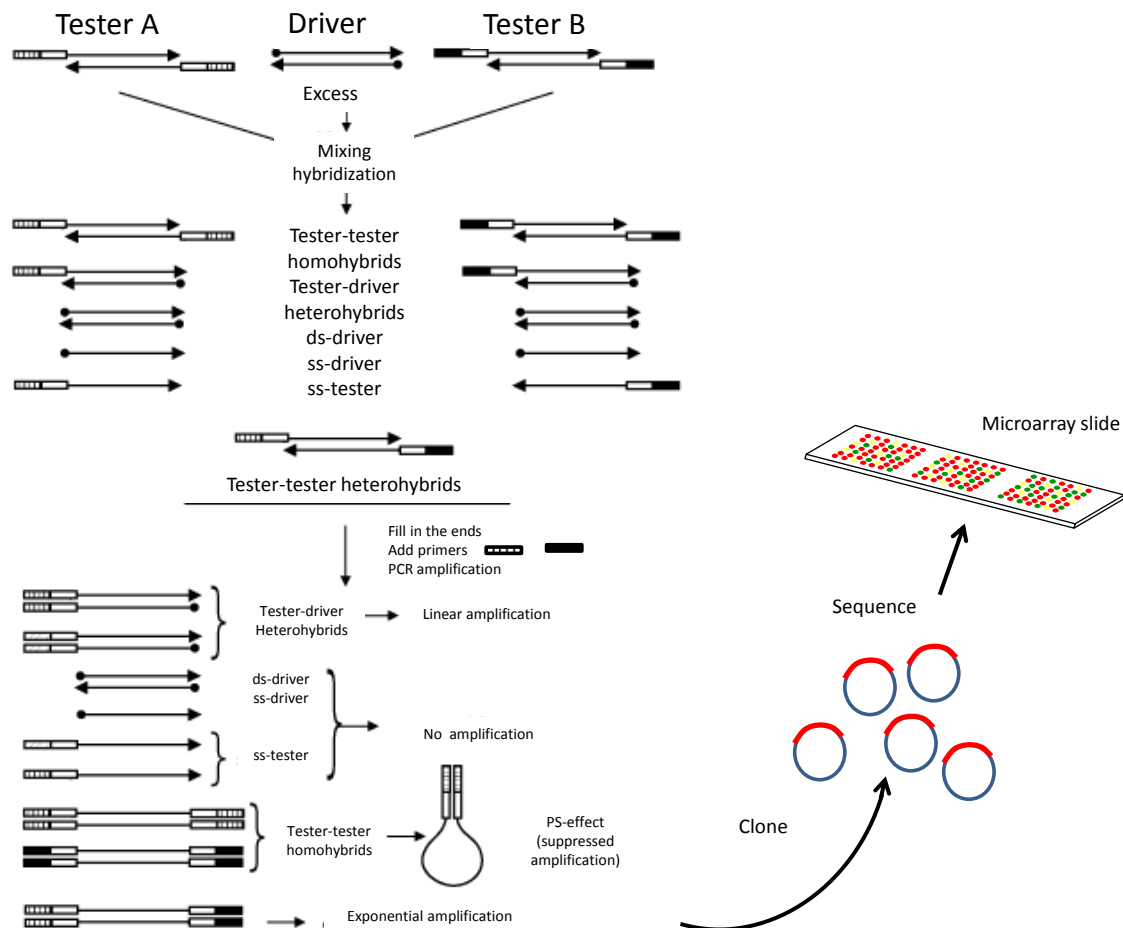 Tester A
Driver
Tester B
Excess
Mixing
hybridization
Tester-tester
homohybrids
Tester-driver
heterohybrids
ds-driver
ss-driver
ss-tester
Tester-tester heterohybrids
Fill in the ends
Add primers
PCR amplification
Tester-driver
Heterohybrids
Linear amplification
ds-driver
ss-driver
ss-tester
No amplification
Tester-tester
homohybrids
PS-effect
(suppressed
amplification)
Exponential amplification
Clone
Sequence
Microarray slide